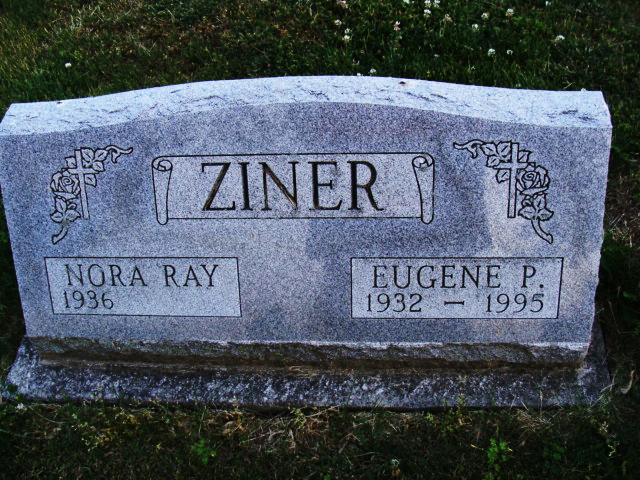 ZINER
NORA RAY
1936
EUGENE P.
1932 — 1995